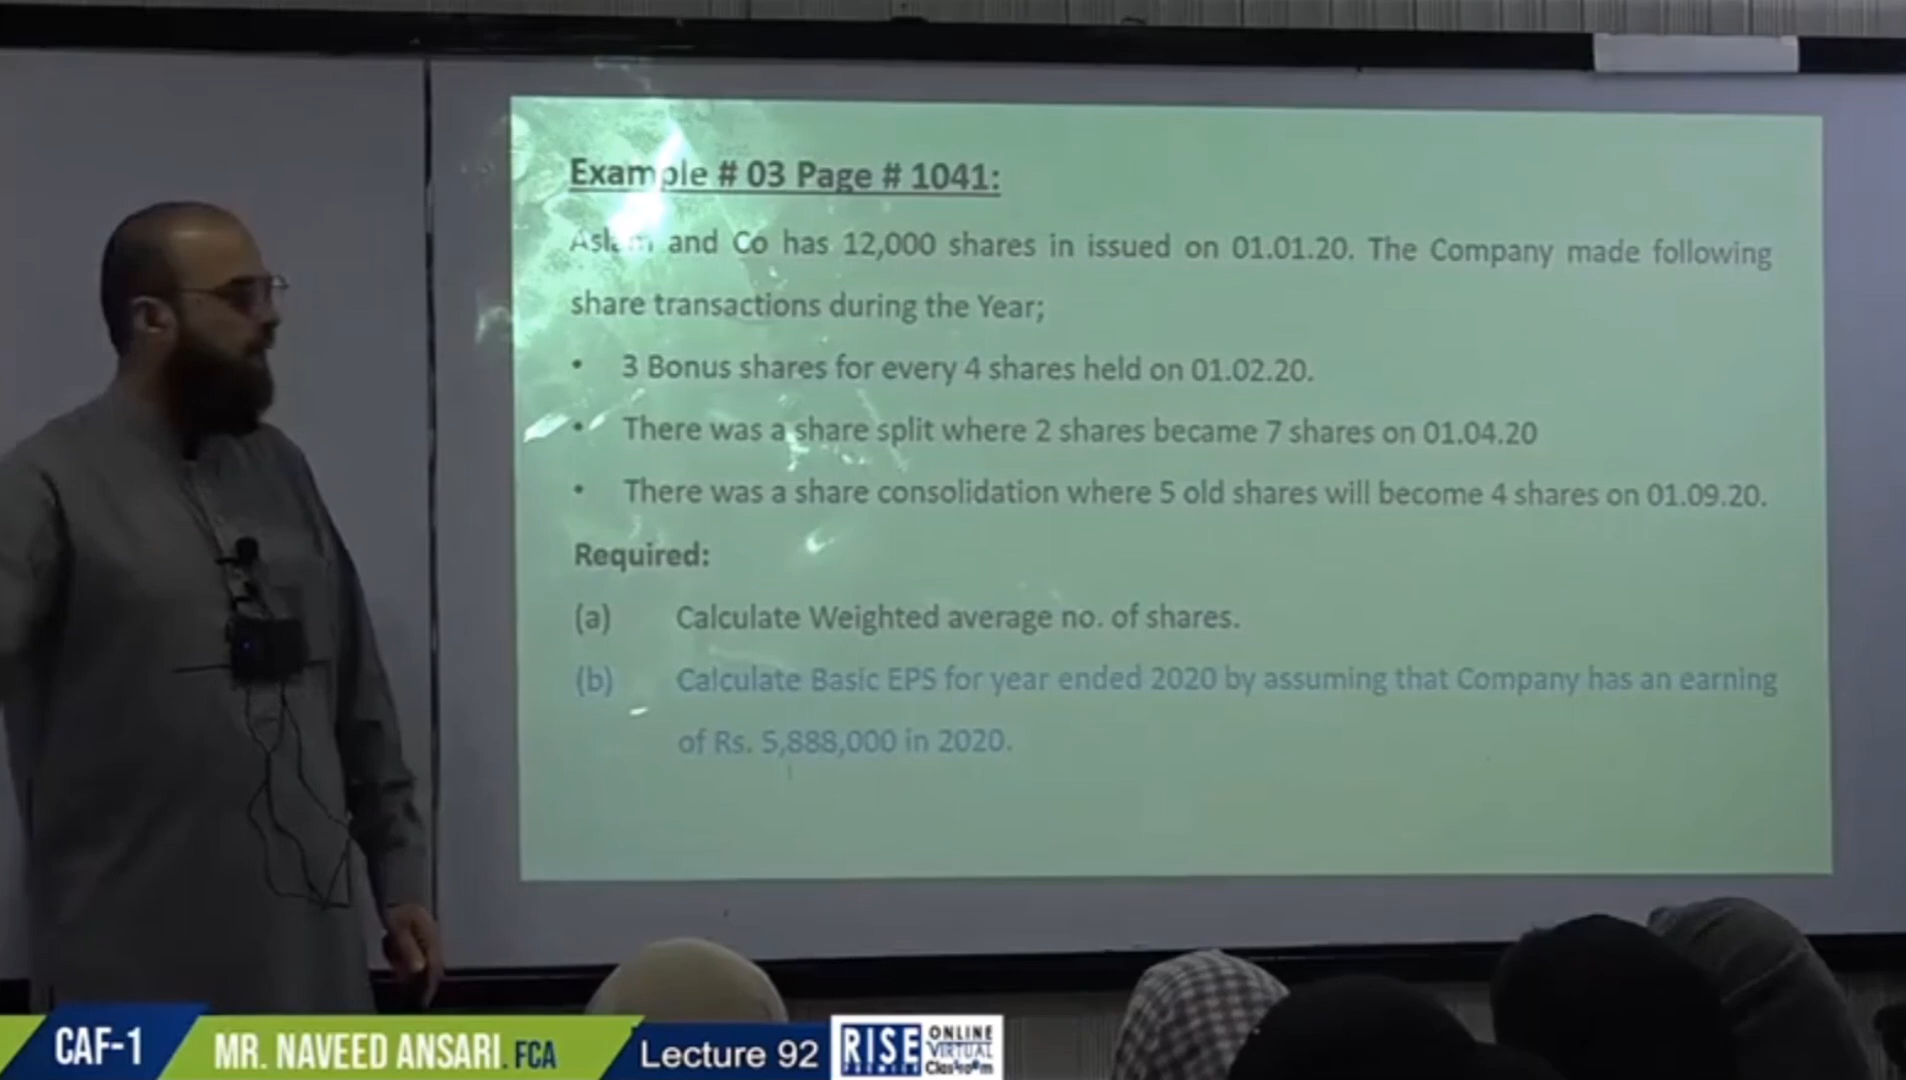 Example # 03 Page # 1041:
Aslam and Co has 12,000 shares in issued on 01.01.20. The Company made following
share transactions during the Year;
• 3 Bonus shares for every 4 shares held on 01.02.20.
• There was a share split where 2 shares became 7 shares on 01.04.20
• There was a share consolidation where 5 old shares will become 4 shares on 01.09.20.
Required:
(a) Calculate Weighted average no. of shares.
(b) Calculate Basic EPS for year ended 2020 by assuming that Company has an earning
of Rs. 5,888,000 in 2020.
CAF-1
MR. NAVEED ANSARI. FCA
Lecture 92
RISE
PREMIER
ONLINE
VIRTUAL
Classroom